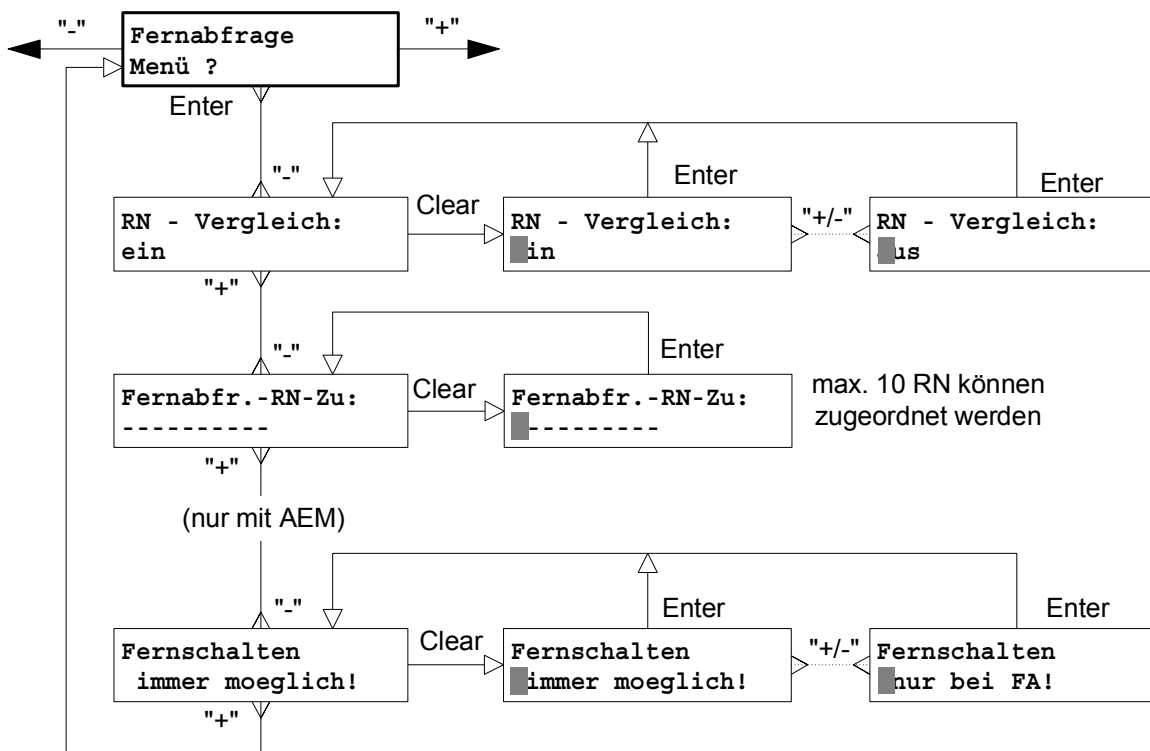 "-"
Fernabfrage
Menü ?
"+"
Enter
"-"
RN - Vergleich:
ein
"+"
Clear
RN - Vergleich:
in
Enter
"+/-"
RN - Vergleich:
aus
Enter
"-"
Fernabfr.-RN-Zu:
----------
"+"
Clear
Fernabfr.-RN-Zu:
---------
Enter
max. 10 RN können
zugeordnet werden
(nur mit AEM)
"-"
Fernschalten
immer moeglich!
"+"
Clear
Fernschalten
immer moeglich!
Enter
"+/-"
Fernschalten
nur bei FA!
Enter